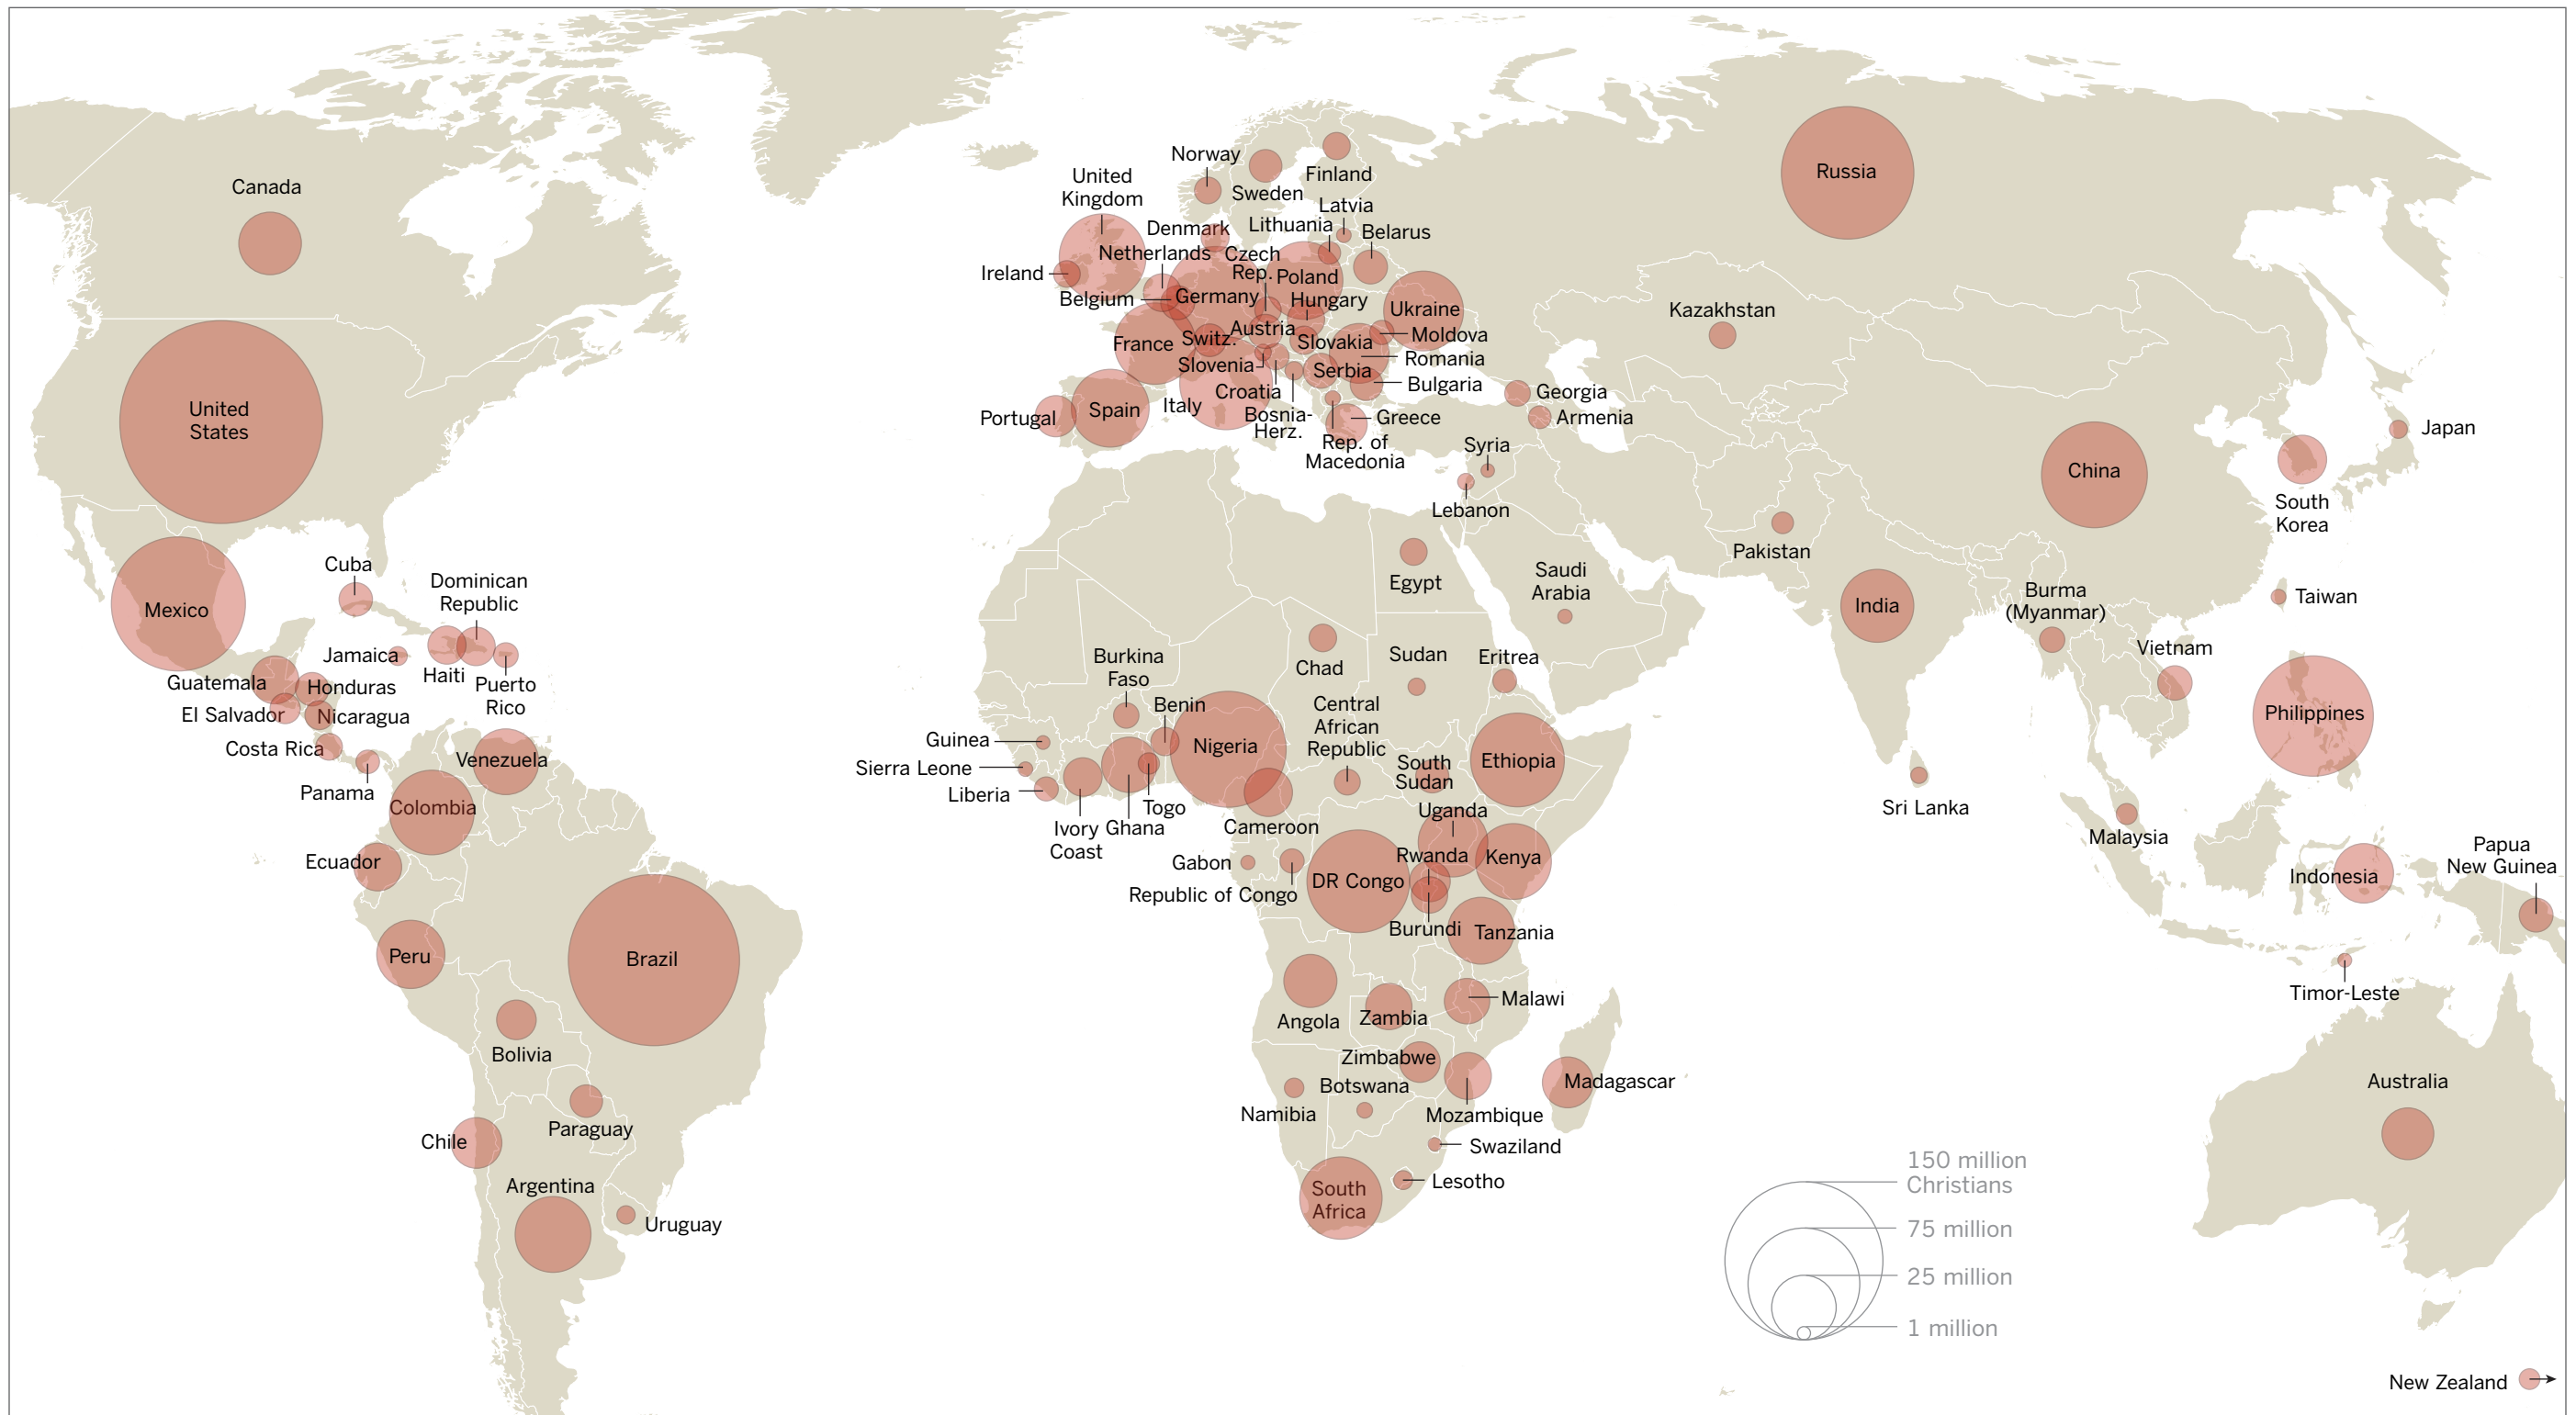 Canada
United
States
Mexico
Cuba
Dominican
Republic
Jamaica
Haiti
Puerto
Rico
Guatemala
Honduras
El Salvador
Nicaragua
Costa Rica
Panama
Venezuela
Colombia
Ecuador
Peru
Brazil
Bolivia
Paraguay
Chile
Argentina
Uruguay
Norway
Sweden
Finland
United
Kingdom
Latvia
Lithuania
Belarus
Denmark
Netherlands
Czech
Rep.
Poland
Ireland
Belgium
Germany
Hungary
Ukraine
Austria
France
Switz.
Slovakia
Moldova
Romania
Slovenia
Serbia
Bulgaria
Croatia
Portugal
Spain
Italy
Bosnia-
Herz.
Greece
Rep. of
Macedonia
Georgia
Armenia
Syria
Lebanon
Russia
Kazakhstan
China
Japan
South
Korea
Pakistan
India
Burma
(Myanmar)
Taiwan
Vietnam
Philippines
Sri Lanka
Malaysia
Indonesia
Papua
New Guinea
Timor-Leste
Australia
New Zealand
Egypt
Saudi
Arabia
Chad
Sudan
Eritrea
Burkina
Faso
Benin
Central
African
Republic
Guinea
Nigeria
Sierra Leone
Liberia
Ivory
Coast
Ghana
Togo
Cameroon
South
Sudan
Ethiopia
Uganda
Gabon
Rwanda
Kenya
Republic of Congo
DR Congo
Burundi
Tanzania
Angola
Zambia
Malawi
Zimbabwe
Botswana
Namibia
Mozambique
Madagascar
Swaziland
Lesotho
South
Africa
150 million
Christians
75 million
25 million
1 million